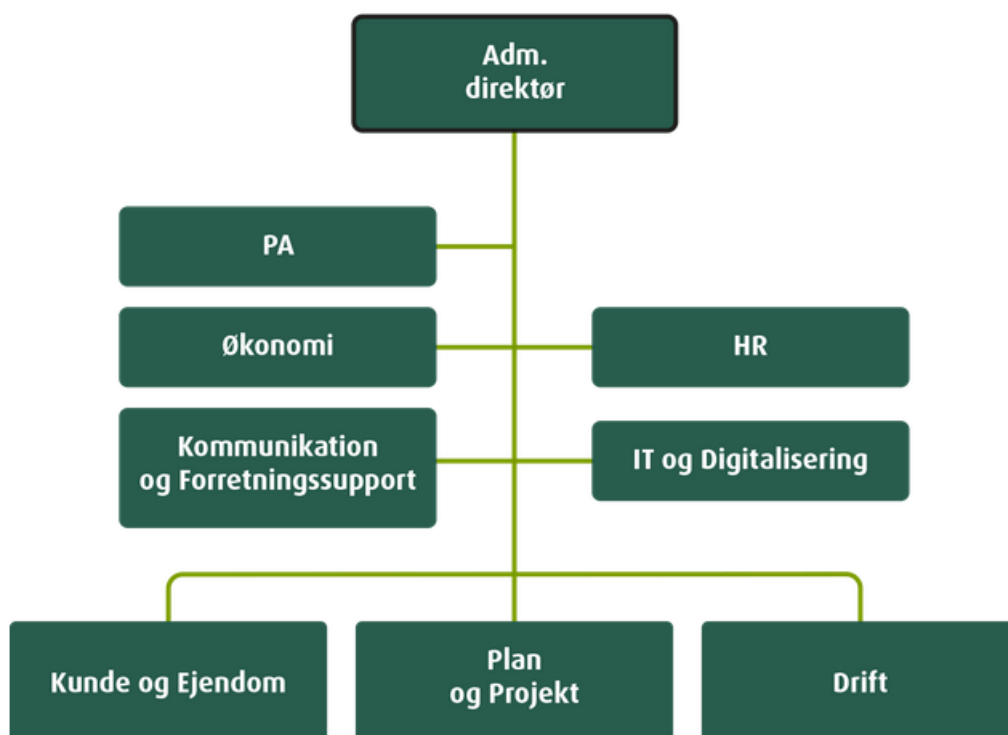 Adm.
direktør
PA
Økonomi
HR
Kommunikation
og Forretningssupport
IT og Digitalisering
Kunde og Ejendom
Plan
og Projekt
Drift